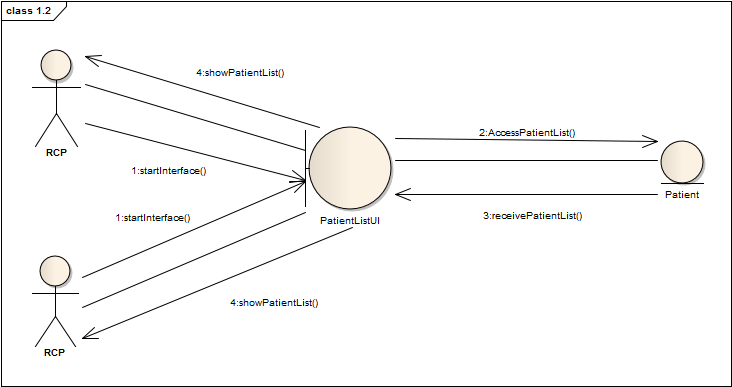 class 1.2
4:showPatientList()
RCP
2:AccessPatientList()
1:startInterface()
Patient
1:startInterface()
PatientListUI
3:receivePatientList()
4:showPatientList()
RCP